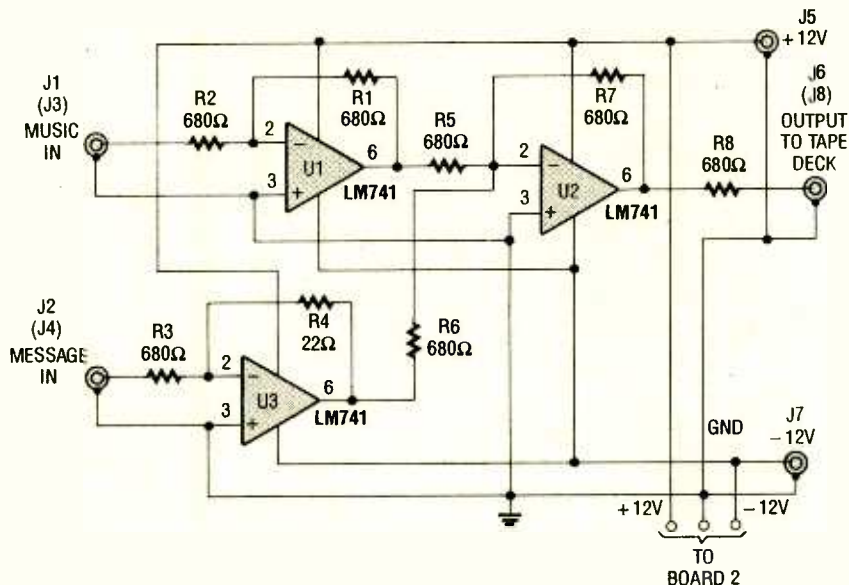 J1
(J3)
MUSIC
IN
R2
680Ω
R1
680Ω
2
3
−
+
U1
6
LM741
R5
680Ω
R7
680Ω
2
3
−
+
U2
6
LM741
R8
680Ω
J5
+12V
J6
(J8)
OUTPUT
TO TAPE
DECK
J2
(J4)
MESSAGE
IN
R3
680Ω
R4
22Ω
2
3
−
+
U3
6
LM741
R6
680Ω
GND
J7
−12V
+12V
−12V
TO
BOARD 2